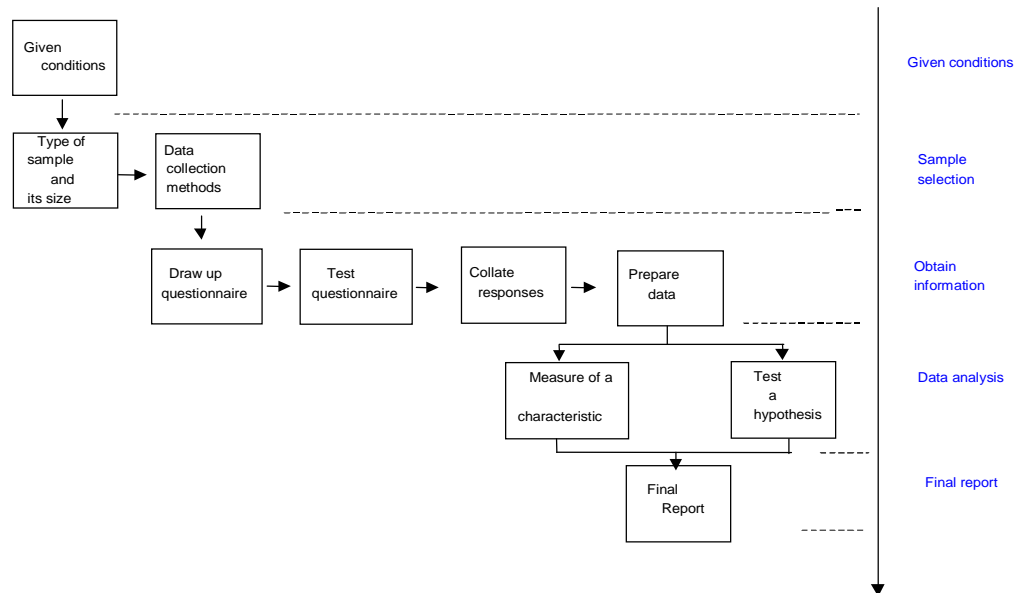 Given
conditions
Given conditions
Type of
sample
and
its size
Data
collection
methods
Sample
selection
Draw up
questionnaire
Test
questionnaire
Collate
responses
Prepare
data
Obtain
information
Measure of a
characteristic
Test
a
hypothesis
Data analysis
Final
Report
Final report